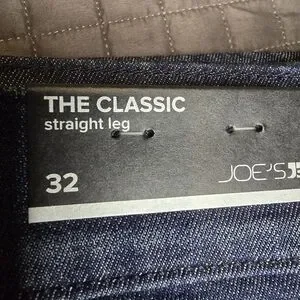 THE CLASSIC
straight leg
32
JOE'S